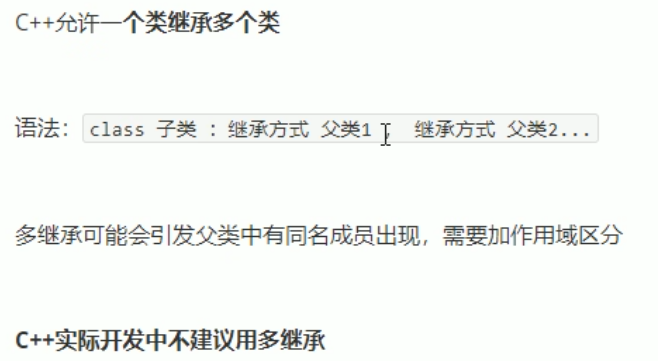 C++允许一个类继承多个类
语法：class 子类 : 继承方式 父类1 ， 继承方式 父类2...
多继承可能会引发父类中有同名成员出现，需要加作用域区分
C++实际开发中不建议用多继承